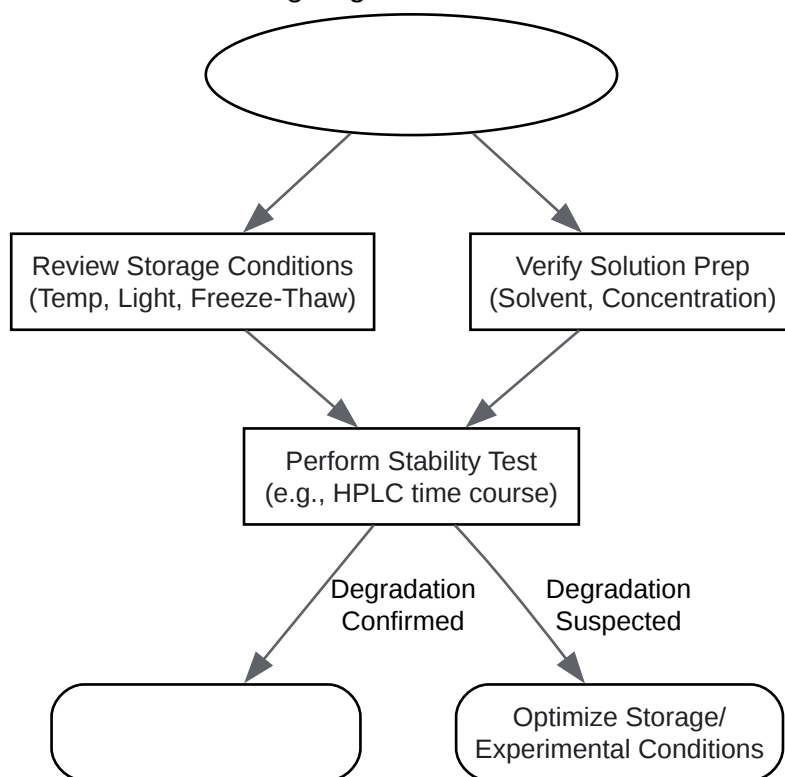 Review Storage Conditions
(Temp, Light, Freeze-Thaw)
Verify Solution Prep
(Solvent, Concentration)
Perform Stability Test
(e.g., HPLC time course)
Degradation
Confirmed
Degradation
Suspected
Optimize Storage/
Experimental Conditions